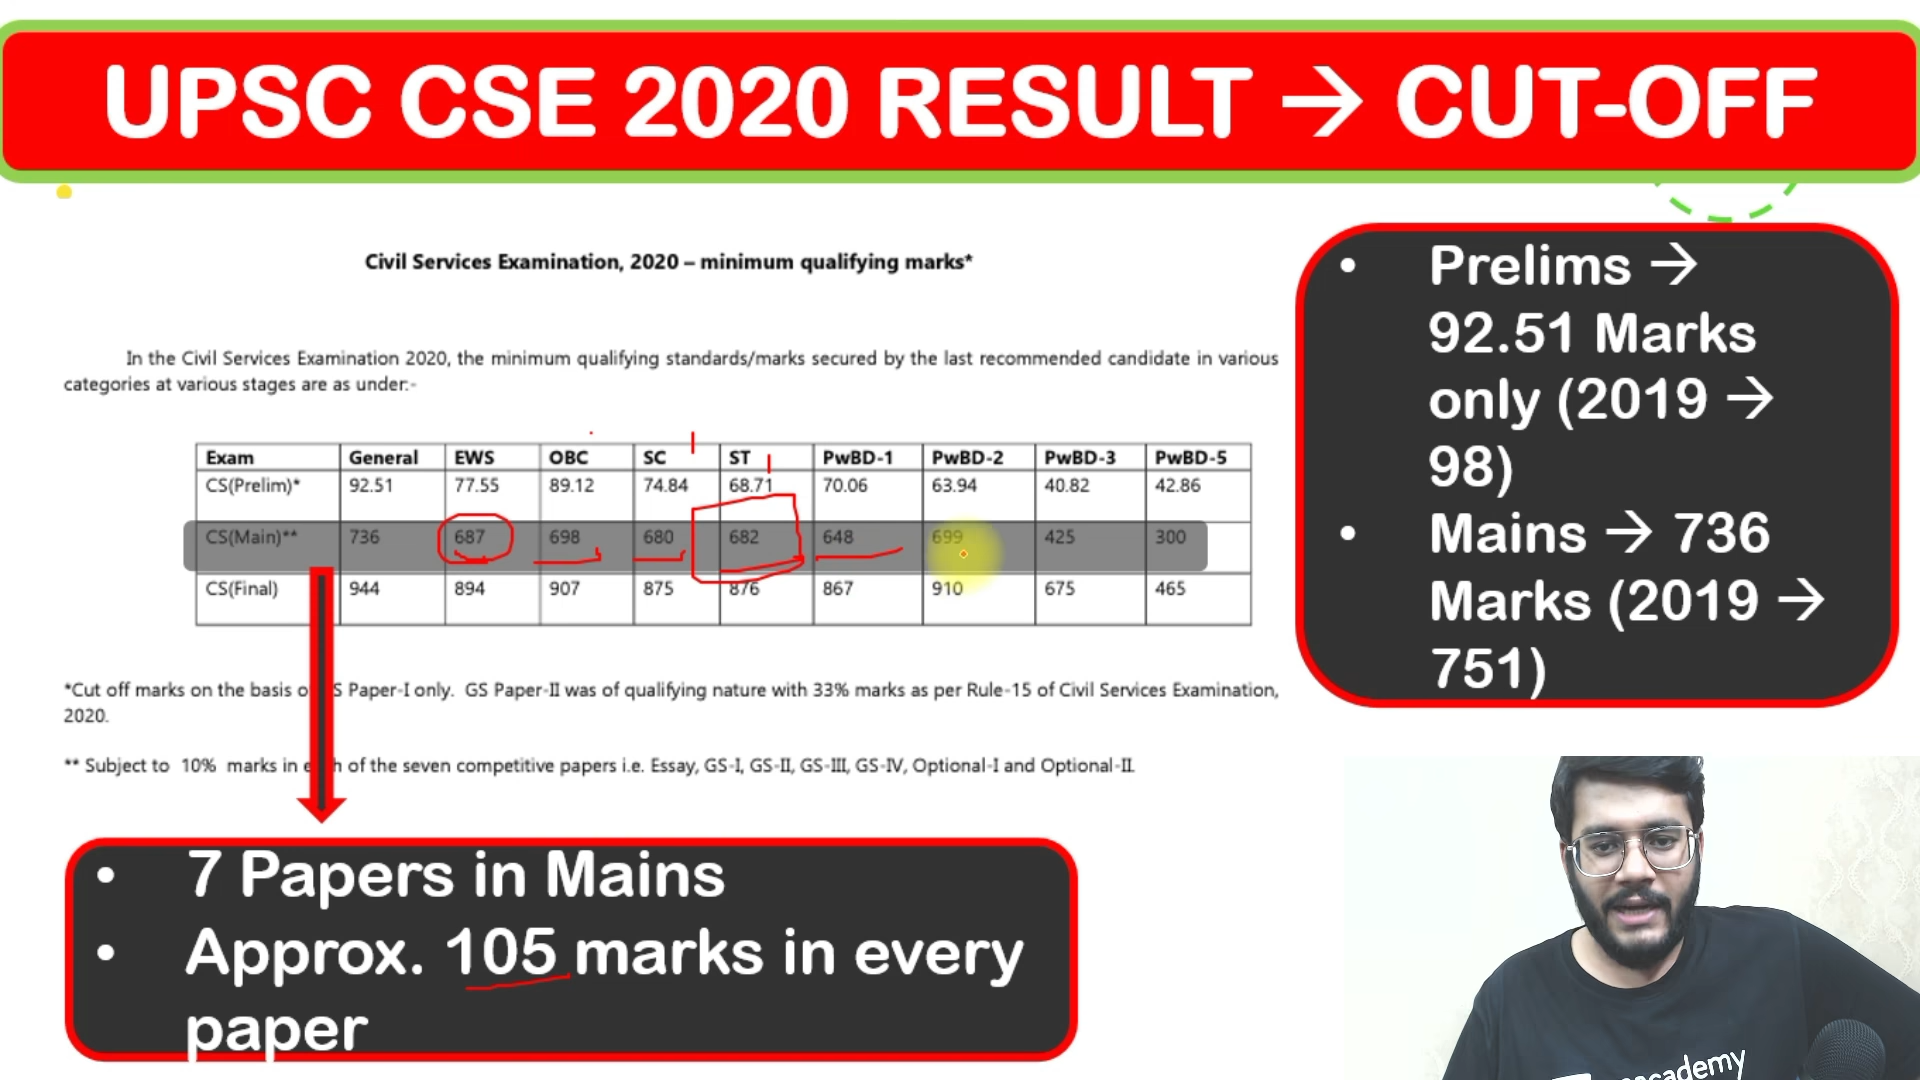 UPSC CSE 2020 RESULT → CUT-OFF
Civil Services Examination, 2020 – minimum qualifying marks*
In the Civil Services Examination 2020, the minimum qualifying standards/marks secured by the last recommended candidate in various
categories at various stages are as under:-
Exam General EWS OBC SC ST PwBD-1 PwBD-2 PwBD-3 PwBD-5
CS(Prelim)* 92.51 77.55 89.12 74.84 68.71 70.06 63.94 40.82 42.86
CS(Main)** 736 687 698 680 682 648 699 425 300
CS(Final) 944 894 907 875 876 867 910 675 465
*Cut off marks on the basis o S Paper-I only. GS Paper-II was of qualifying nature with 33% marks as per Rule-15 of Civil Services Examination,
2020.
** Subject to 10% marks in e h of the seven competitive papers i.e. Essay, GS-I, GS-II, GS-III, GS-IV, Optional-I and Optional-II.
• Prelims →
92.51 Marks
only (2019 →
98)
• Mains → 736
Marks (2019 →
751)
• 7 Papers in Mains
• Approx. 105 marks in every
paper
academy